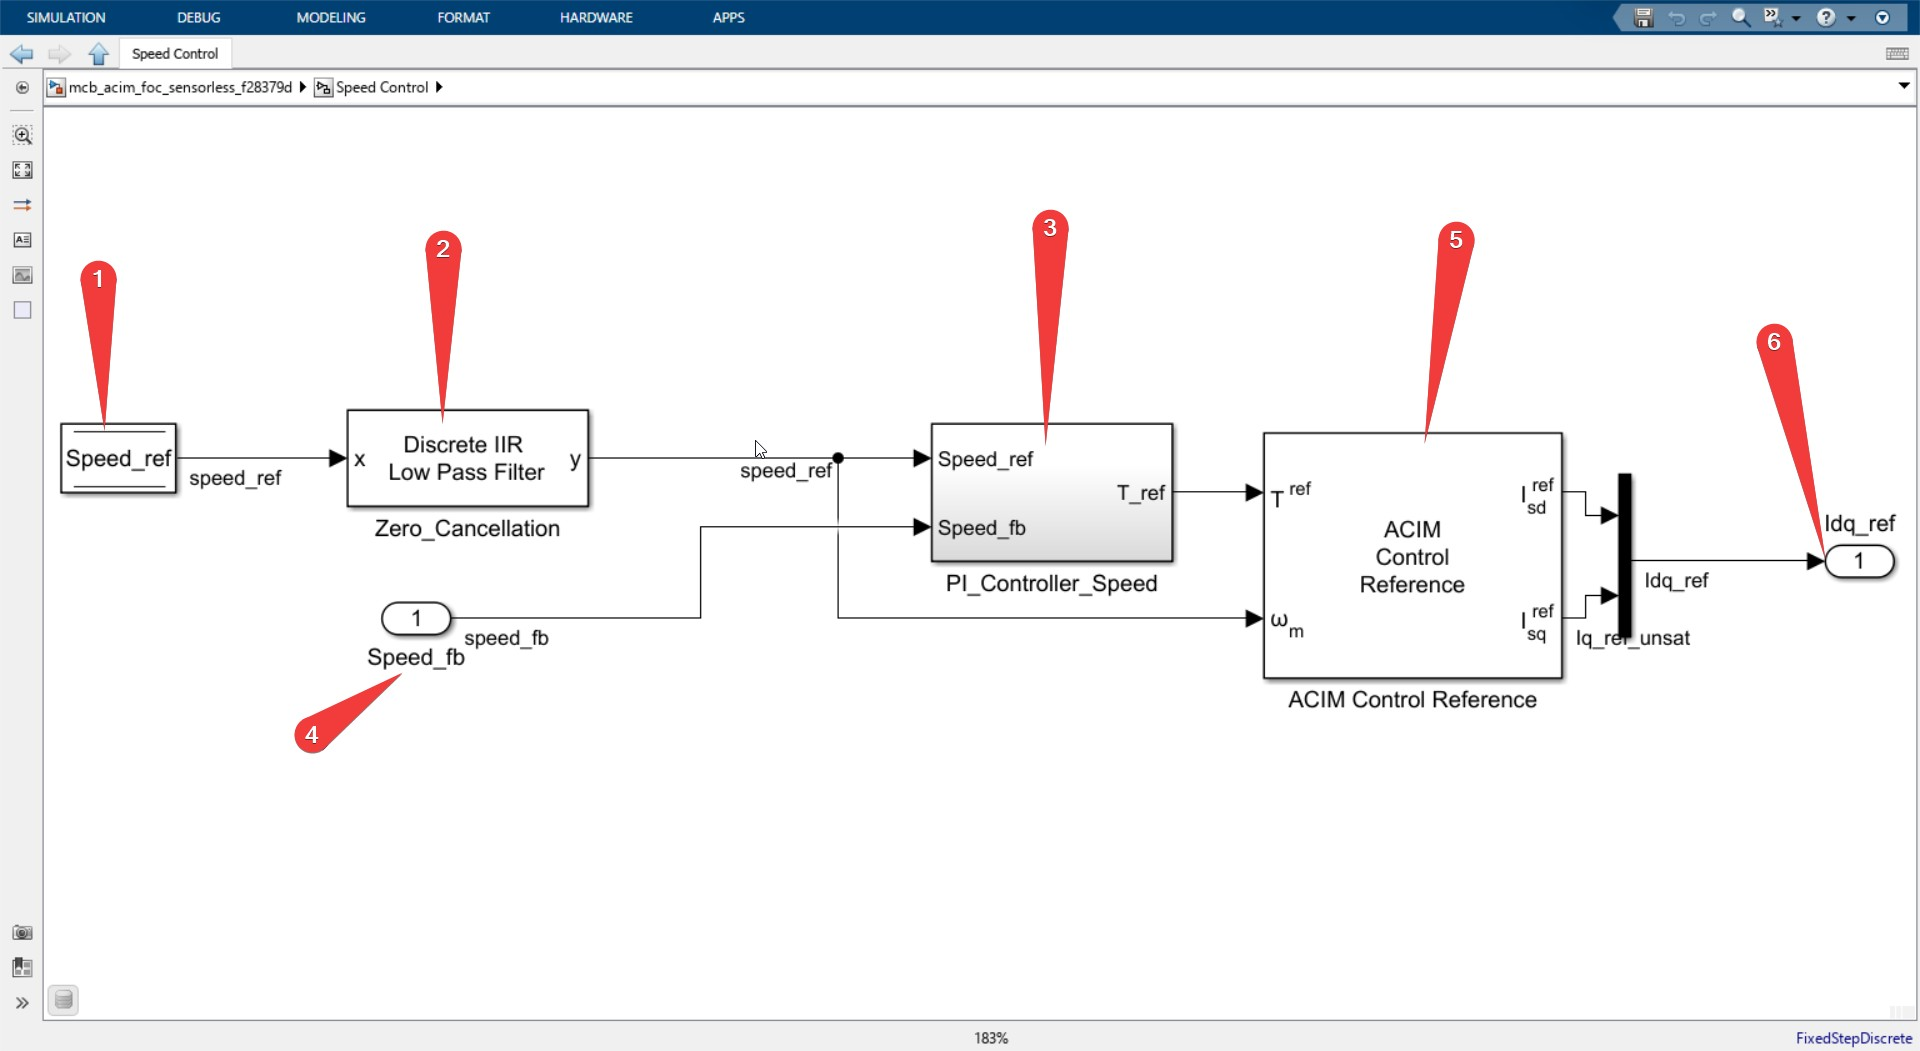 SIMULATION DEBUG MODELING FORMAT HARDWARE APPS
Speed Control
mcb_acim_foc_sensorless_f28379d Speed Control
1
2
3
5
6
Speed_ref
speed_ref
x
Discrete IIR
Low Pass Filter
y
Zero_Cancellation
speed_ref
Speed_ref
T_ref
Speed_fb
PI_Controller_Speed
1
speed_fb
Speed_fb
4
T ref
ω m
ACIM
Control
Reference
I ref sd
I ref sq
ACIM Control Reference
Iq_ref_unsat
Idq_ref
Idq_ref
1
183%
FixedStepDiscrete